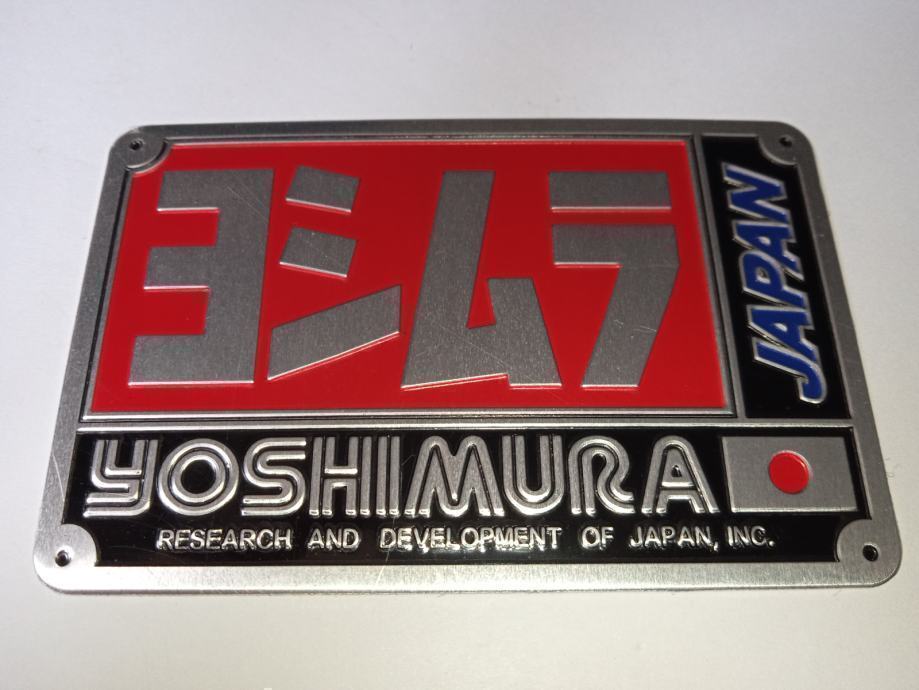 ヨシムラ
JAPAN
YOSHIMURA
RESEARCH AND DEVELOPMENT OF JAPAN, INC.